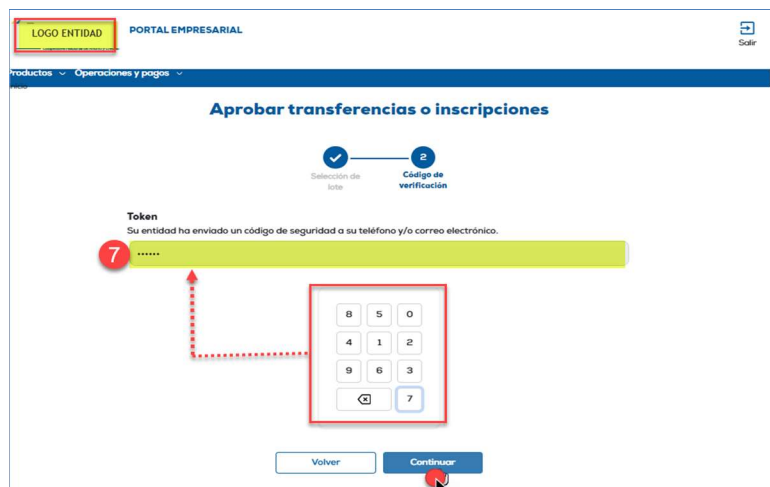 LOGO ENTIDAD
PORTAL EMPRESARIAL
Salir
Productos
Operaciones y pagos
Aprobar transferencias o inscripciones
2
Selección de
lote
Código de
verificación
Token
Su entidad ha enviado un código de seguridad a su teléfono y/o correo electrónico.
7
......
8 5 0
4 1 2
9 6 3
7
Volver
Continuar